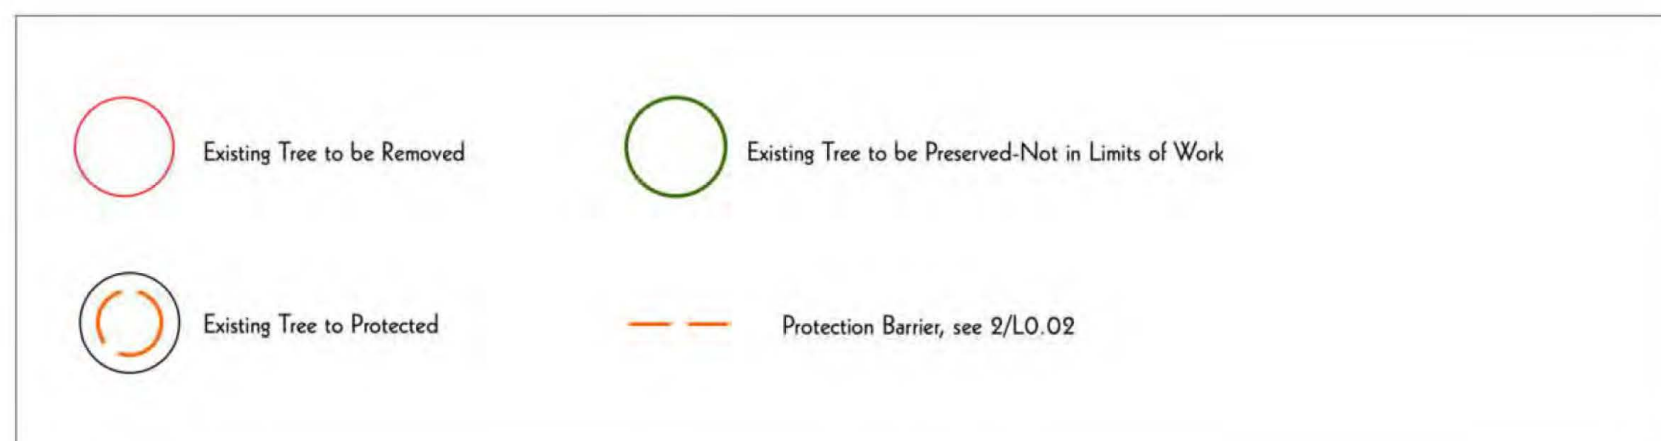 Existing Tree to be Removed
Existing Tree to be Preserved-Not in Limits of Work
Existing Tree to Protected
Protection Barrier, see 2/L0.02